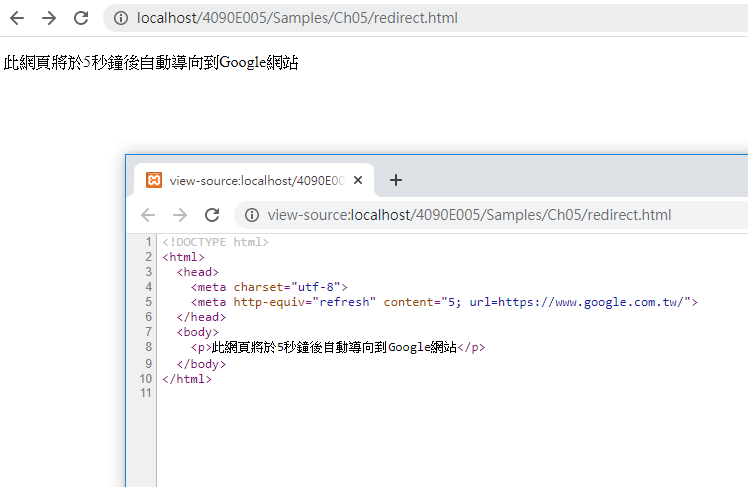 localhost/4090E005/Samples/Ch05/redirect.html
此網頁將於5秒鐘後自動導向到Google網站
view-source:localhost/4090E00
view-source:localhost/4090E005/Samples/Ch05/redirect.html
1 <!DOCTYPE html>
2 <html>
3 <head>
4 <meta charset="utf-8">
5 <meta http-equiv="refresh" content="5; url=https://www.google.com.tw/">
6 </head>
7 <body>
8 <p>此網頁將於5秒鐘後自動導向到Google網站</p>
9 </body>
10 </html>
11